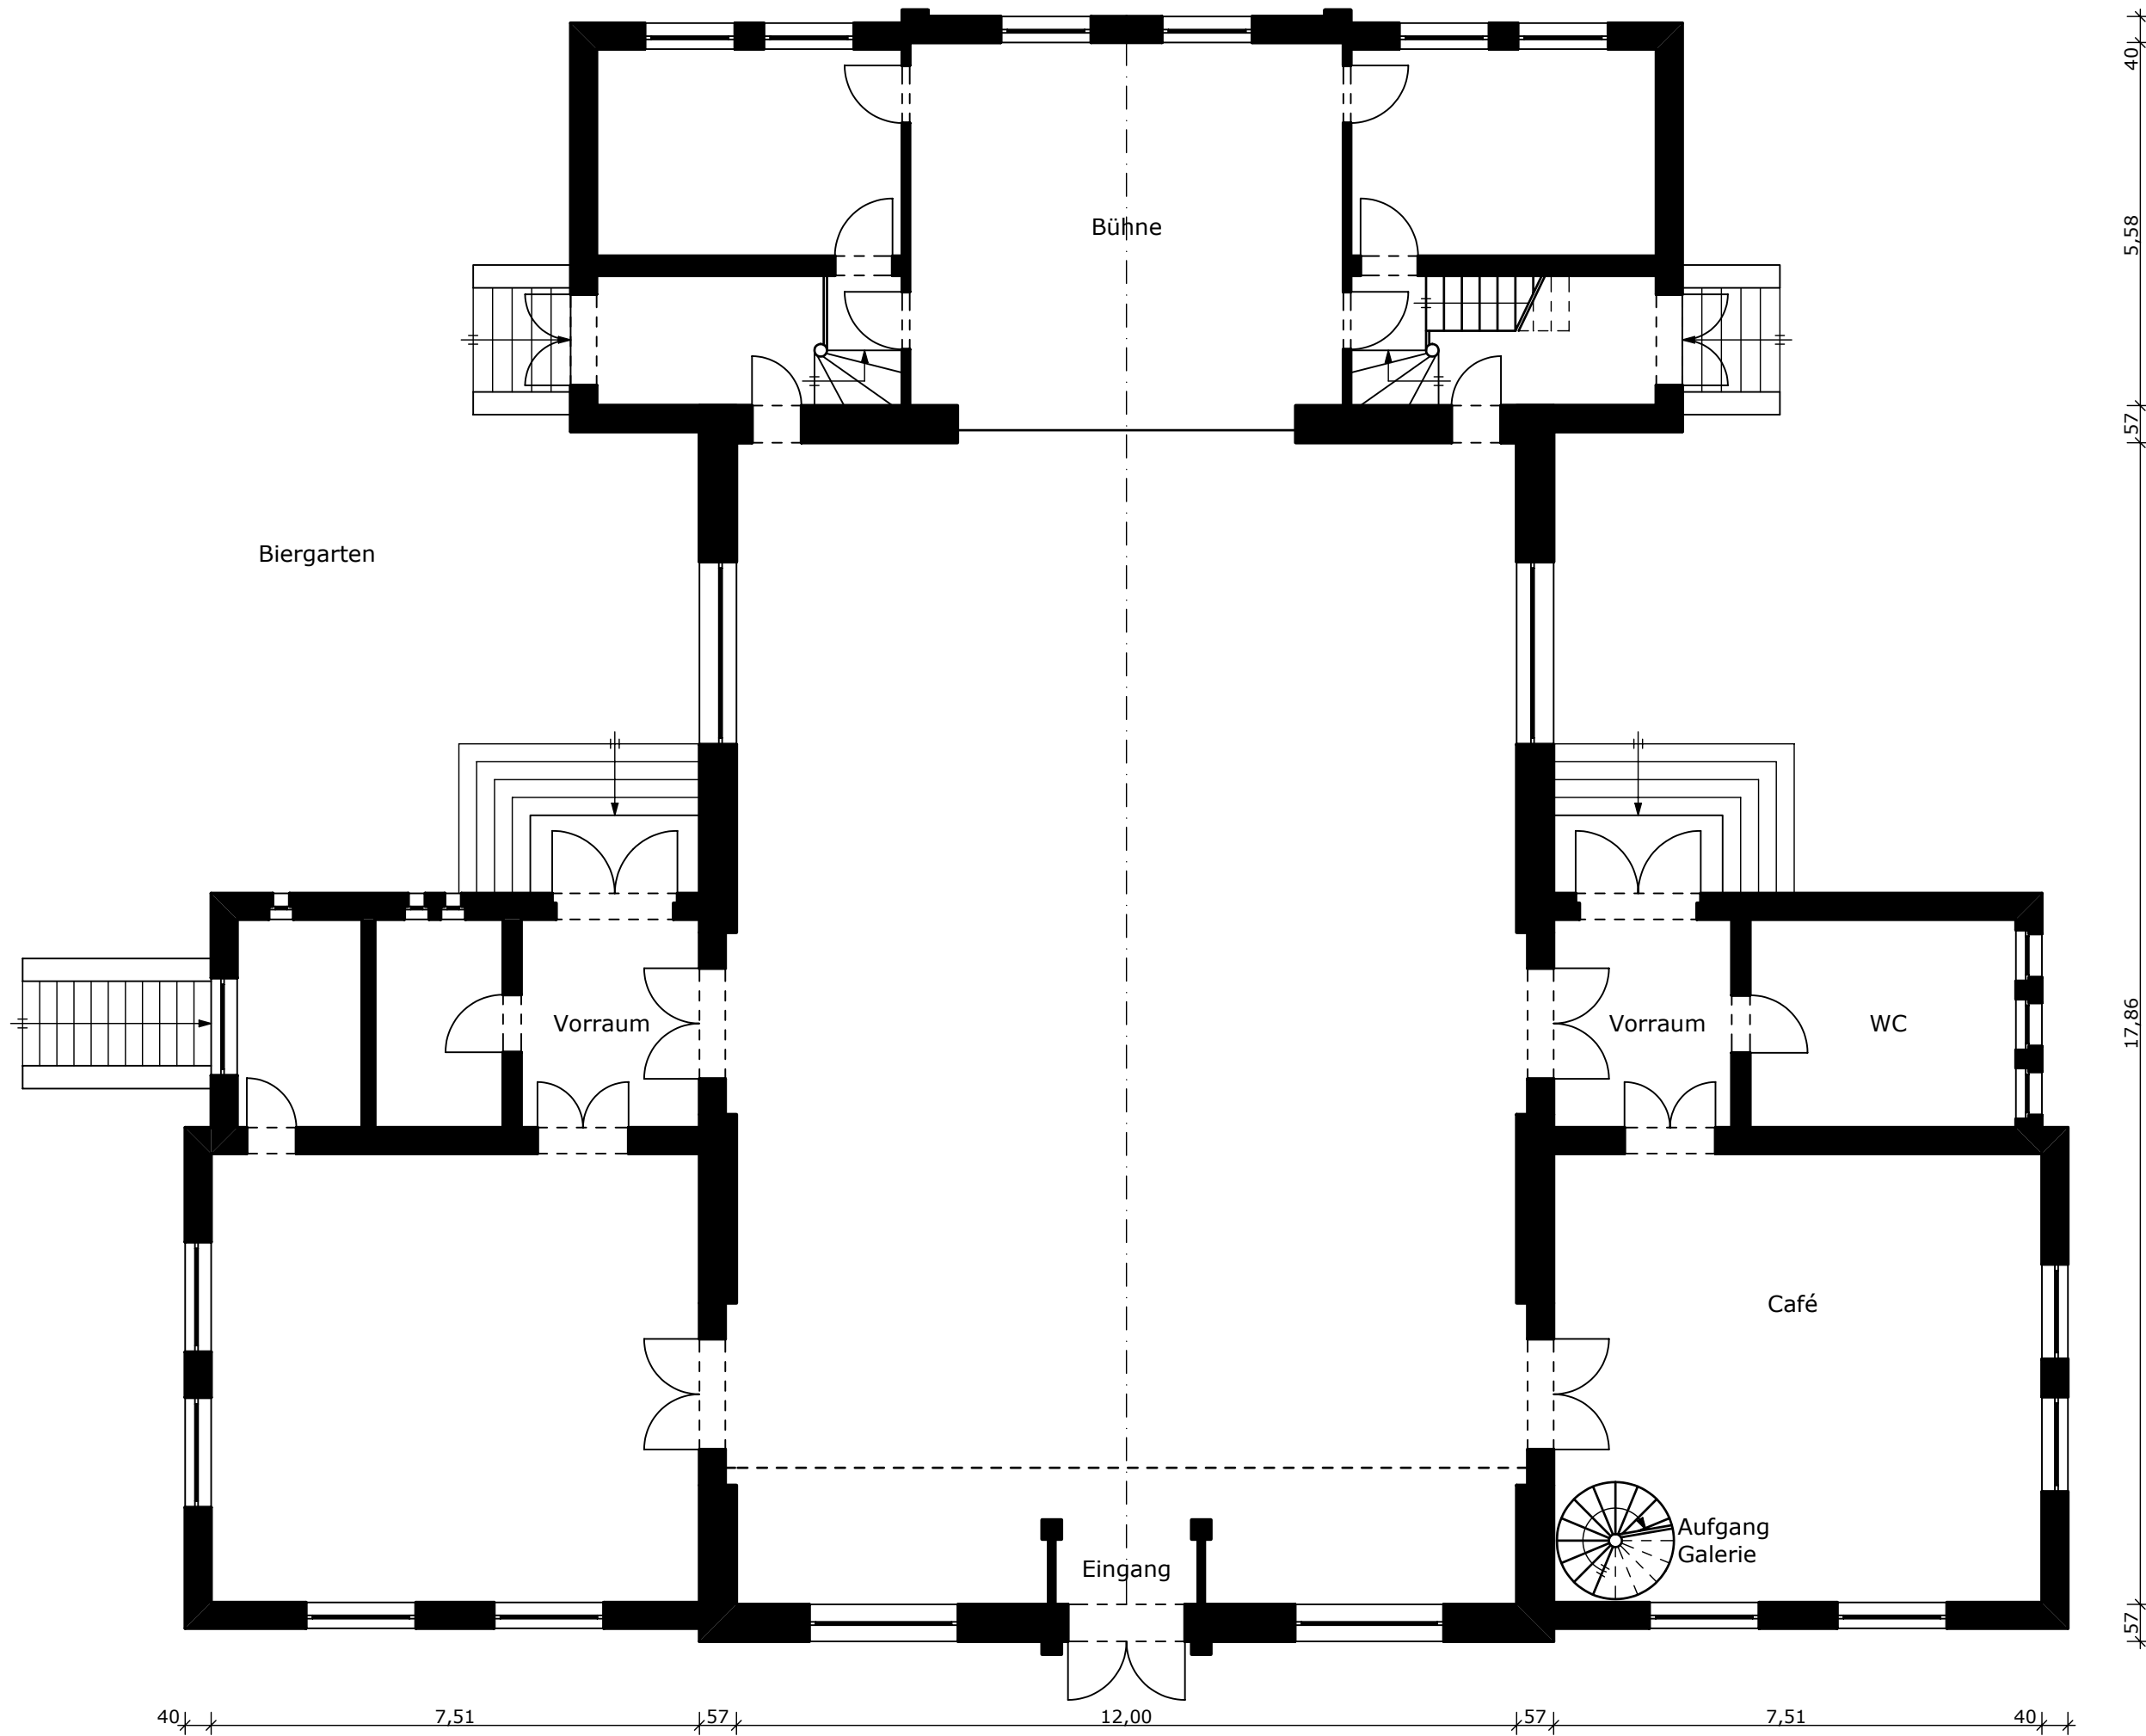 40
5,58
Bühne
57
Biergarten
Vorraum
Vorraum
WC
17,86
Café
Aufgang
Galerie
Eingang
57
40
7,51
57
12,00
57
7,51
40